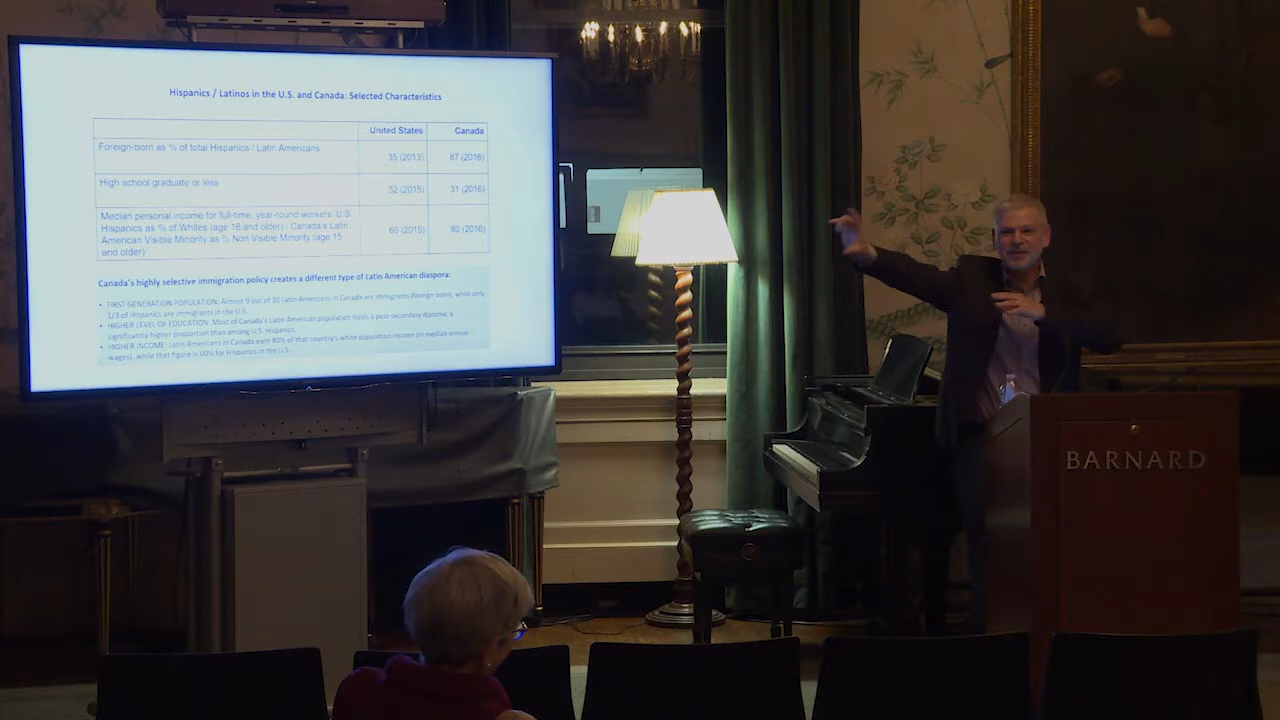 Hispanics / Latinos in the U.S. and Canada: Selected Characteristics
United States Canada
Foreign-born as % of total Hispanics / Latin Americans 35 (2013) 87 (2016)
High school graduate or less 52 (2015) 31 (2016)
Median personal income for full-time, year-round workers: U.S.
Hispanics as % of Whites (age 16 and older) / Canada's Latin
American Visible Minority as % Non Visible Minority (age 15
and older) 60 (2015) 80 (2016)
Canada's highly selective immigration policy creates a different type of Latin American diaspora:
• FIRST GENERATION POPULATION: Almost 9 out of 10 Latin Americans in Canada are immigrants (foreign born), while only
1/3 of Hispanics are immigrants in the U.S.
• HIGHER LEVEL OF EDUCATION: Most of Canada's Latin American population holds a post-secondary diploma, a
significantly higher proportion than among U.S. Hispanics.
• HIGHER INCOME: Latin Americans in Canada earn 80% of that country's white population income (in median annual
wages), while that figure is 60% for Hispanics in the U.S.
BARNARD